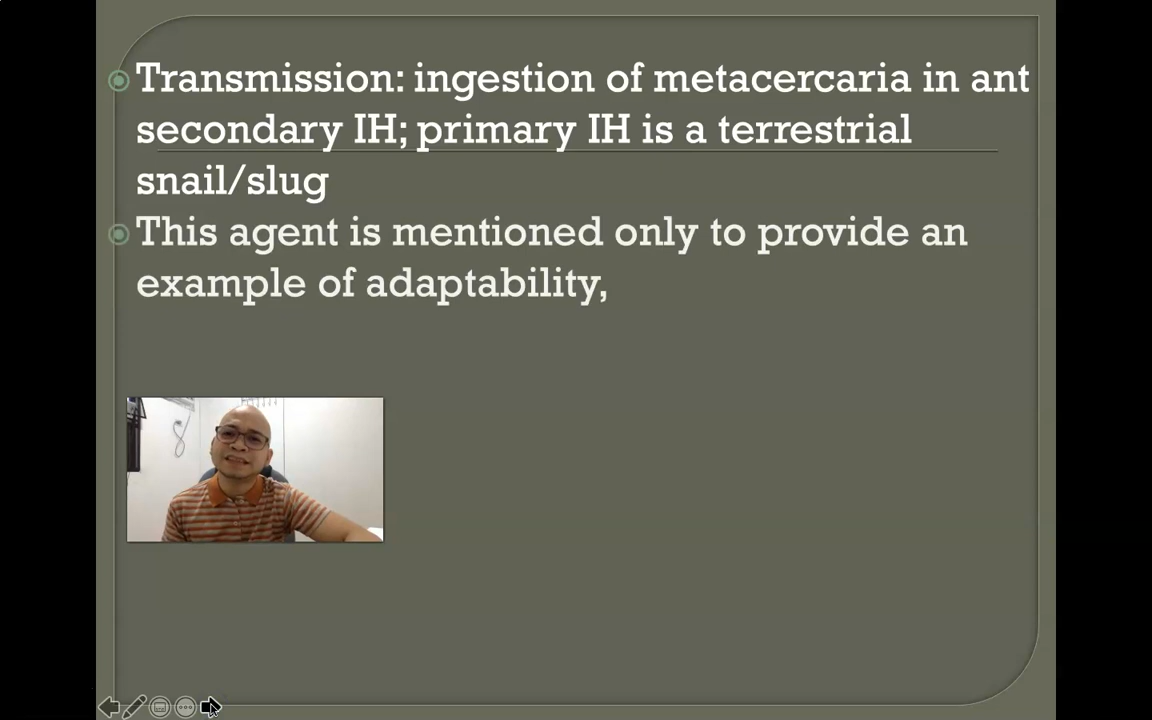 Transmission: ingestion of metacercaria in ant
secondary IH; primary IH is a terrestrial
snail/slug
This agent is mentioned only to provide an
example of adaptability,